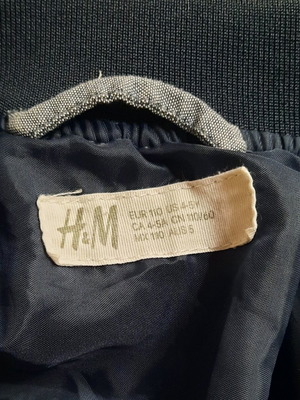 H&M
EUR 110 US 4-5Y
CA 4-5A CN 110/60
MX 110 AUS 5